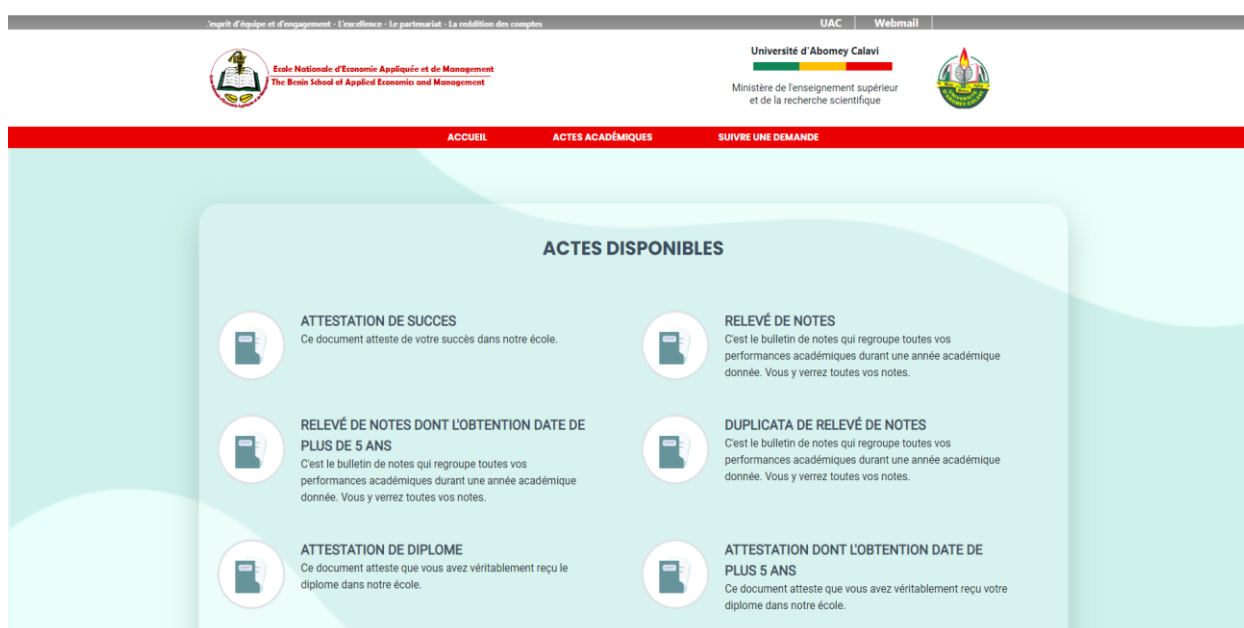 .'esprit d'équipe et d'engagement - L'excellence - Le partenariat - La reddition des comptes
UAC
Webmail
Ecole Nationale d'Economie Appliquée et de Management
The Benin School of Applied Economics and Management
Université d'Abomey Calavi
Ministère de l'enseignement supérieur
et de la recherche scientifique
ACCUEIL
ACTES ACADÉMIQUES
SUIVRE UNE DEMANDE
ACTES DISPONIBLES
ATTESTATION DE SUCCES
Ce document atteste de votre succès dans notre école.
RELEVÉ DE NOTES
C'est le bulletin de notes qui regroupe toutes vos
performances académiques durant une année académique
donnée. Vous y verrez toutes vos notes.
RELEVÉ DE NOTES DONT L'OBTENTION DATE DE
PLUS DE 5 ANS
C'est le bulletin de notes qui regroupe toutes vos
performances académiques durant une année académique
donnée. Vous y verrez toutes vos notes.
DUPLICATA DE RELEVÉ DE NOTES
C'est le bulletin de notes qui regroupe toutes vos
performances académiques durant une année académique
donnée. Vous y verrez toutes vos notes.
ATTESTATION DE DIPLOME
Ce document atteste que vous avez véritablement reçu le
diplome dans notre école.
ATTESTATION DONT L'OBTENTION DATE DE
PLUS 5 ANS
Ce document atteste que vous avez véritablement reçu votre
diplome dans notre école.